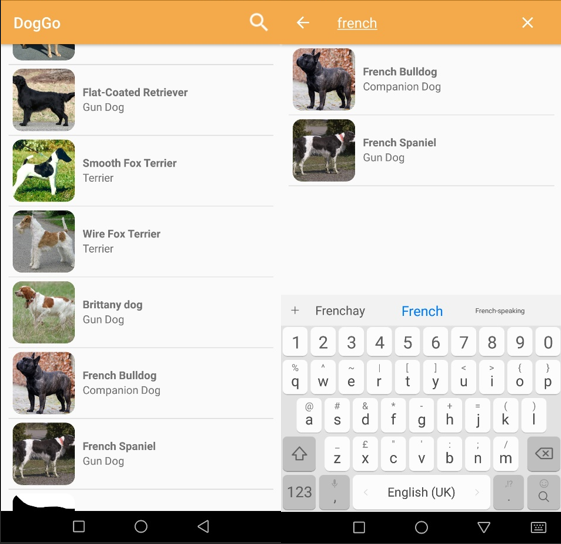 DogGo
Flat-Coated Retriever
Gun Dog
Smooth Fox Terrier
Terrier
Wire Fox Terrier
Terrier
Brittany dog
Gun Dog
French Bulldog
Companion Dog
French Spaniel
Gun Dog
french
French Bulldog
Companion Dog
French Spaniel
Gun Dog
+ Frenchay French French-speaking
1 2 3 4 5 6 7 8 9 0
% ^ ~ | [ ] < > { }
q w e r t y u i o p
@ # & * - + = ( )
a s d f g h j k l
_ £ " ' : ; /
z x c v b n m
123 , English (UK) .